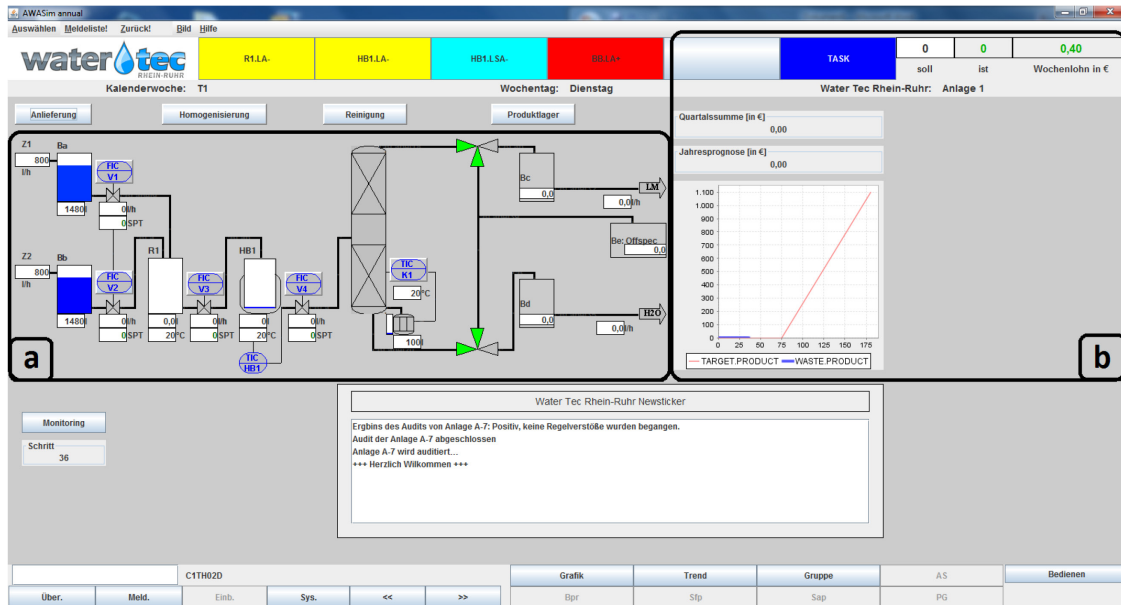 AWASim annual
Auswählen Meldeliste! Zurück! Bild Hilfe
water tec
RHEIN-RUHR
R1.LA- HB1.LA- HB1.LSA- BB.LA+ TASK
0 0 0,40
soll ist Wochenlohn in €
Kalenderwoche: T1 Wochentag: Dienstag Water Tec Rhein-Ruhr: Anlage 1
Anlieferung Homogenisierung Reinigung Produktlager
Quartalssumme [in €]
0,00
Jahresprognose [in €]
0,00
Z1 Ba
800
l/h
FIC
V1
1480l 0l/h
0SPT
Z2 Bb
800
l/h
FIC
V2
1480l 0l/h
0SPT
R1
0,0l
20°C
FIC
V3
0l/h
0SPT
HB1
0l
20°C
TIC
HB1
FIC
V4
0l/h
0SPT
TIC
K1
20°C
100l
Bc
0,0
LM
0,0l/h
Be: Offspec
0,0
Bd
0,0
H2O
0,0l/h
a
1.100
1.000
900
800
700
600
500
400
300
200
100
0
0 25 50 75 100 125 150 175
TARGET.PRODUCT WASTE.PRODUCT
b
Monitoring
Schritt
36
Water Tec Rhein-Ruhr Newsticker
Ergbins des Audits von Anlage A-7: Positiv, keine Regelverstöße wurden begangen.
Audit der Anlage A-7 abgeschlossen
Anlage A-7 wird auditiert...
+++ Herzlich Wilkommen +++
C1TH02D
Grafik Trend Gruppe AS Bedienen
Über. Meld. Einb. Sys. << >> Bpr Sfp Sap PG